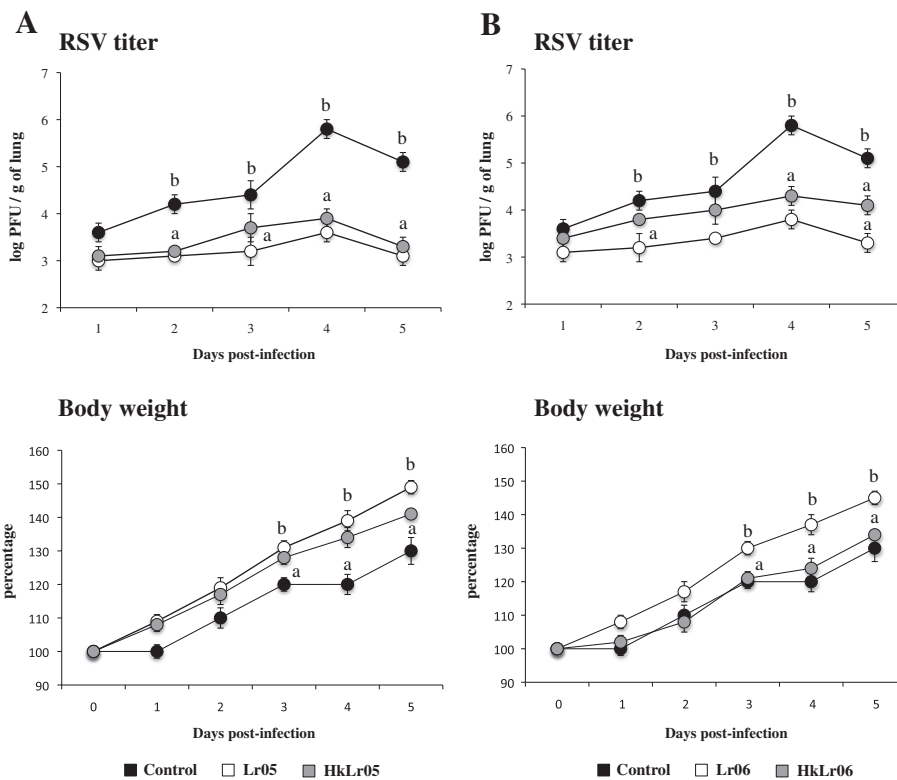 A
RSV titer
log PFU / g of lung
7
6
5
4
3
2
b
b
b
b
a
a
a
a
1
2
3
4
5
Days post-infection
B
RSV titer
log PFU / g of lung
7
6
5
4
3
2
b
b
b
b
a
a
a
a
1
2
3
4
5
Days post-infection
Body weight
percentage
160
150
140
130
120
110
100
90
b
b
b
a
a
a
0
1
2
3
4
5
Days post-infection
Control Lr05 HkLr05
Body weight
percentage
160
150
140
130
120
110
100
90
b
b
b
a
a
a
0
1
2
3
4
5
Days post-infection
Control Lr06 HkLr06